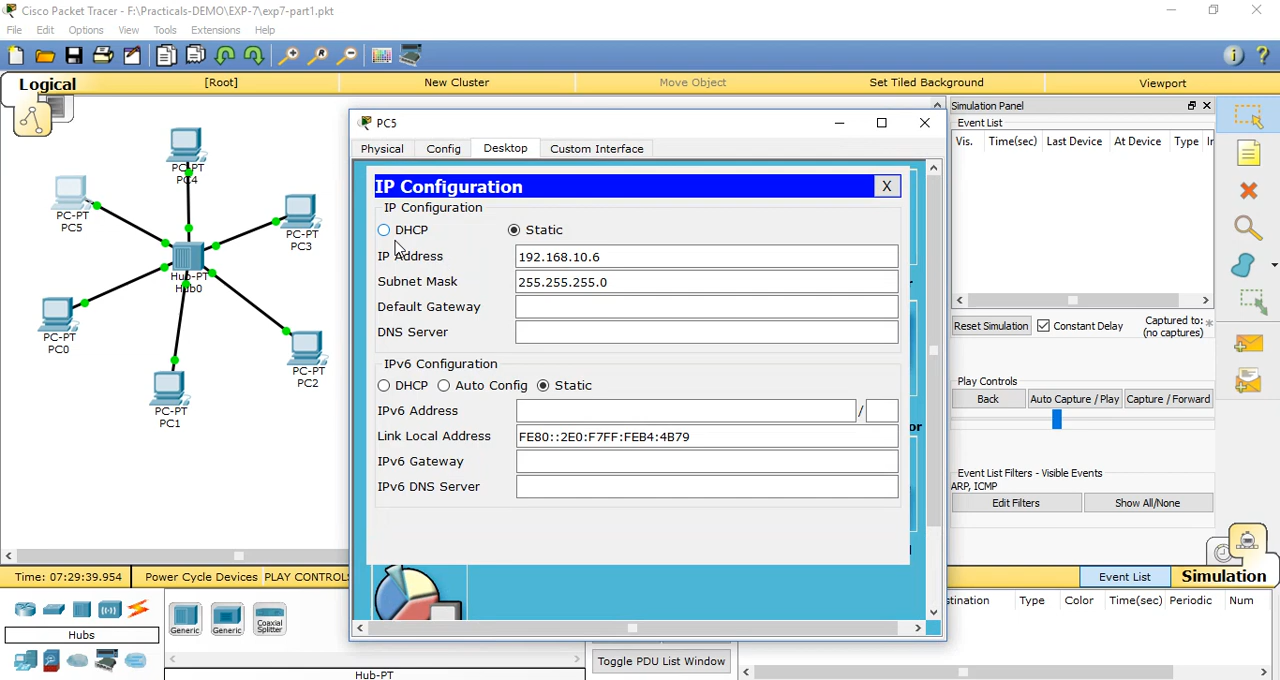 Cisco Packet Tracer - F:\Practicals-DEMO\EXP-7\exp7-part1.pkt
File Edit Options View Tools Extensions Help
Logical
[Root]
New Cluster
Move Object
Set Tiled Background
Viewport
PC-PT
PC4
PC-PT
PC5
PC-PT
PC3
Hub-PT
Hub0
PC-PT
PC0
PC-PT
PC2
PC-PT
PC1
PC5
Physical
Config
Desktop
Custom Interface
IP Configuration
X
IP Configuration
DHCP
Static
IP Address
192.168.10.6
Subnet Mask
255.255.255.0
Default Gateway
DNS Server
IPv6 Configuration
DHCP
Auto Config
Static
IPv6 Address
/
Link Local Address
FE80::2E0:F7FF:FEB4:4B79
IPv6 Gateway
IPv6 DNS Server
Simulation Panel
Event List
Vis. Time(sec) Last Device At Device Type
Reset Simulation
Constant Delay
Captured to:
(no captures)
*
Play Controls
Back
Auto Capture / Play
Capture / Forward
Event List Filters - Visible Events
ARP, ICMP
Edit Filters
Show All/None
Time: 07:29:39.954
Power Cycle Devices
PLAY CONTROLS
Event List
Simulation
Hubs
Generic
Generic
Coaxial
Splitter
Hub-PT
Toggle PDU List Window
Type Color Time(sec) Periodic Num